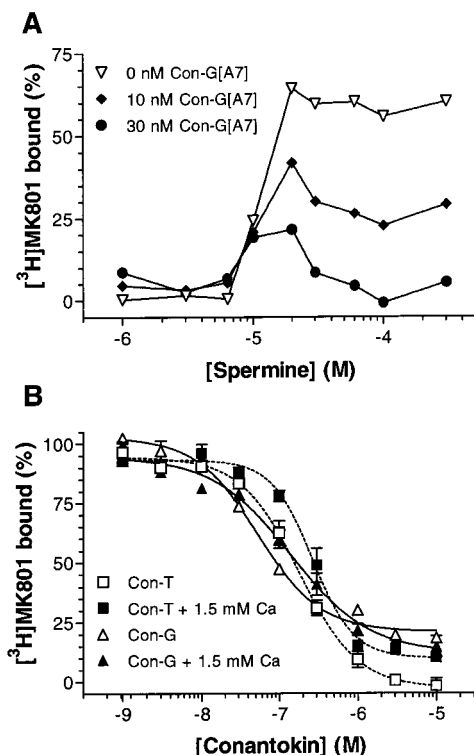 A
[³H]MK801 bound (%)
75
50
25
0
0 nM Con-G[A7]
10 nM Con-G[A7]
30 nM Con-G[A7]
-6
-5
-4
[Spermine] (M)
B
[³H]MK801 bound (%)
100
75
50
25
0
Con-T
Con-T + 1.5 mM Ca
Con-G
Con-G + 1.5 mM Ca
-9
-8
-7
-6
-5
[Conantokin] (M)